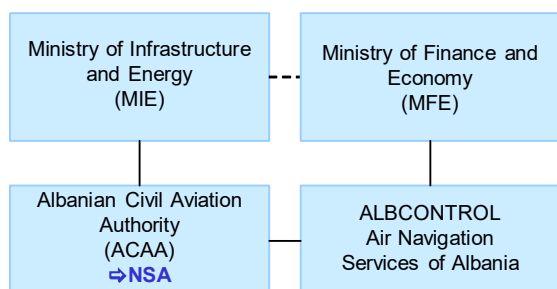 Ministry of Infrastructure
and Energy
(MIE)
Ministry of Finance and
Economy
(MFE)
Albanian Civil Aviation
Authority
(ACAA)
⇨NSA
ALBCONTROL
Air Navigation
Services of Albania